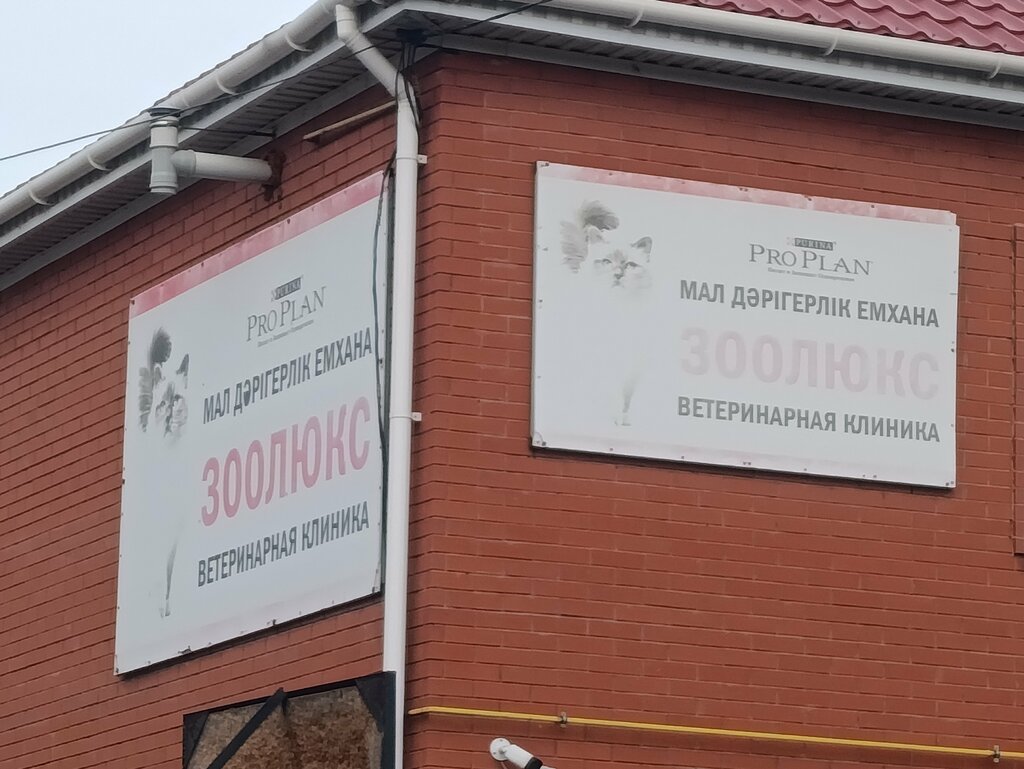 PURINA
PRO PLAN
МАЛ ДӘРІГЕРЛІК ЕМХАНА
ЗООЛЮКС
ВЕТЕРИНАРНАЯ КЛИНИКА
PURINA
PRO PLAN
МАЛ ДӘРІГЕРЛІК ЕМХАНА
ЗООЛЮКС
ВЕТЕРИНАРНАЯ КЛИНИКА